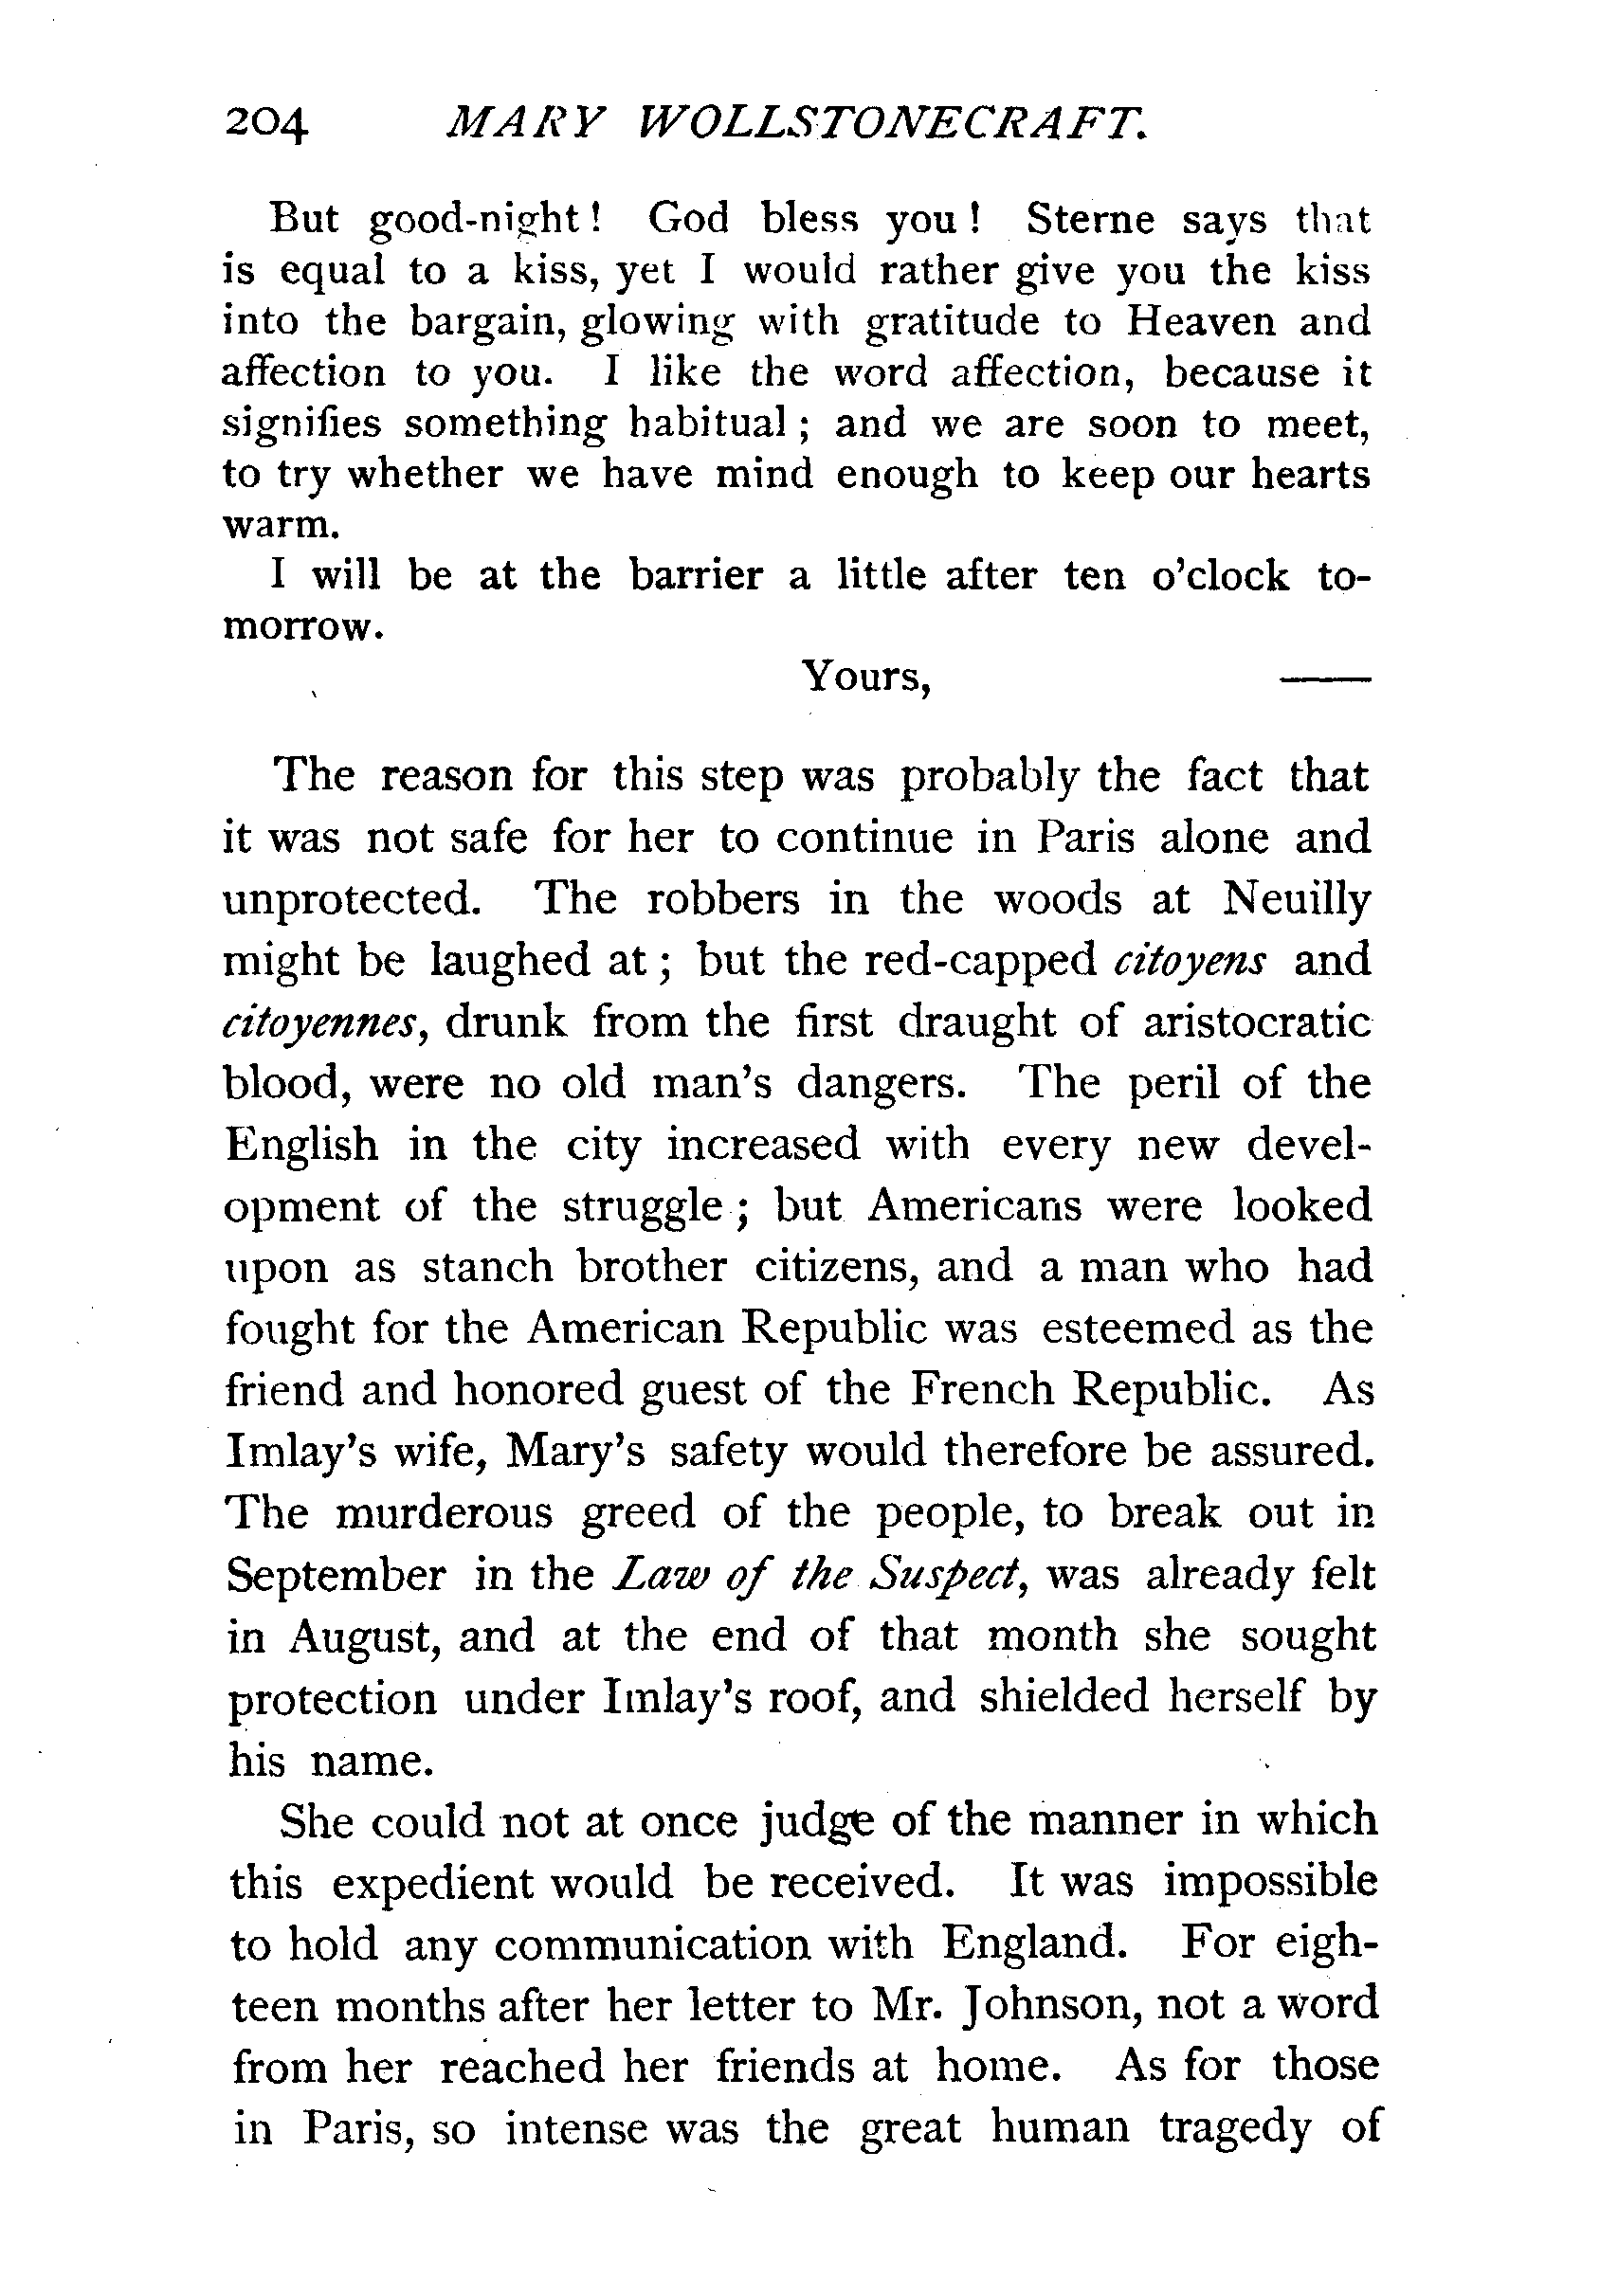 204 MARY WOLLSTONECRAFT.
But good-night! God bless you! Sterne says that
is equal to a kiss, yet I would rather give you the kiss
into the bargain, glowing with gratitude to Heaven and
affection to you. I like the word affection, because it
signifies something habitual; and we are soon to meet,
to try whether we have mind enough to keep our hearts
warm.
I will be at the barrier a little after ten o'clock to-
morrow.
Yours, ——
The reason for this step was probably the fact that
it was not safe for her to continue in Paris alone and
unprotected. The robbers in the woods at Neuilly
might be laughed at; but the red-capped citoyens and
citoyennes, drunk from the first draught of aristocratic
blood, were no old man's dangers. The peril of the
English in the city increased with every new devel-
opment of the struggle; but Americans were looked
upon as stanch brother citizens, and a man who had
fought for the American Republic was esteemed as the
friend and honored guest of the French Republic. As
Imlay's wife, Mary's safety would therefore be assured.
The murderous greed of the people, to break out in
September in the Law of the Suspect, was already felt
in August, and at the end of that month she sought
protection under Imlay's roof, and shielded herself by
his name.
She could not at once judge of the manner in which
this expedient would be received. It was impossible
to hold any communication with England. For eigh-
teen months after her letter to Mr. Johnson, not a word
from her reached her friends at home. As for those
in Paris, so intense was the great human tragedy of